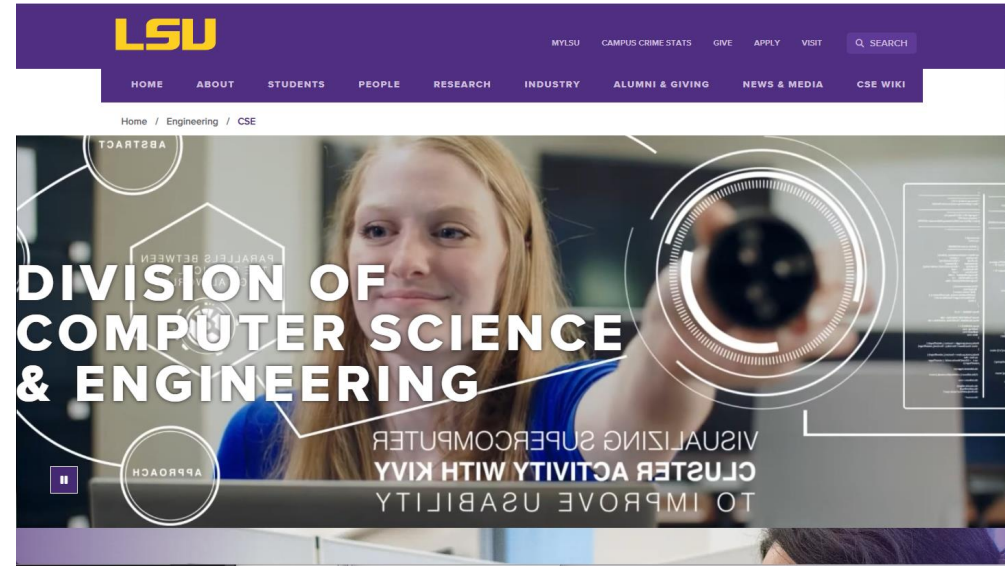 LSU
MYLSU CAMPUS CRIME STATS GIVE APPLY VISIT SEARCH
HOME ABOUT STUDENTS PEOPLE RESEARCH INDUSTRY ALUMNI & GIVING NEWS & MEDIA CSE WIKI
Home / Engineering / CSE
ABSTRACT
PARALLELS BETWEEN
DIVISION OF
COMPUTER SCIENCE
& ENGINEERING
APPROACH
VISUALIZING SUPERCOMPUTER
CLUSTER ACTIVITY WITH KIVY
TO IMPROVE USABILITY